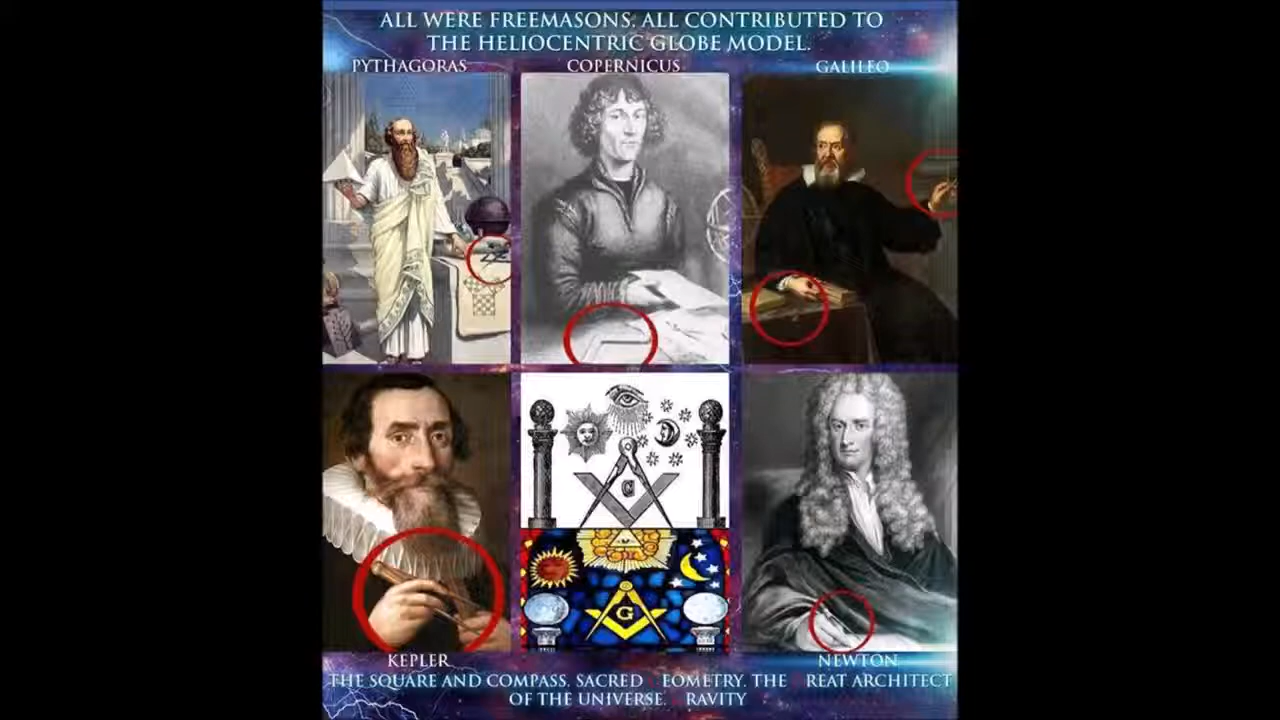 ALL WERE FREEMASONS. ALL CONTRIBUTED TO
THE HELIOCENTRIC GLOBE MODEL.
PYTHAGORAS
COPERNICUS
GALILEO
G
G
KEPLER
NEWTON
THE SQUARE AND COMPASS. SACRED EOMETRY. THE REAT ARCHITECT
OF THE UNIVERSE. RAVITY